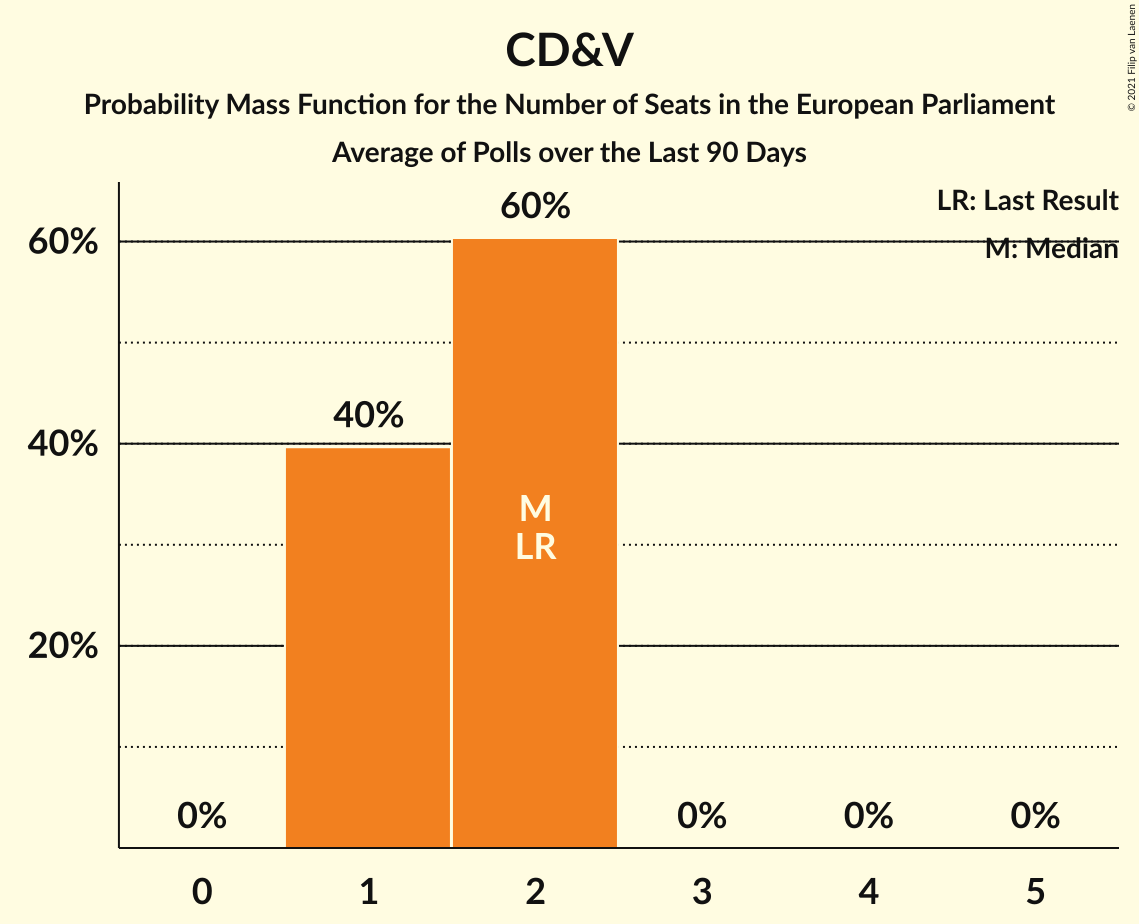 CD&V
Probability Mass Function for the Number of Seats in the European Parliament
Average of Polls over the Last 90 Days
© 2021 Filip van Laenen
LR: Last Result
M: Median
60%
40%
20%
0%
40%
60%
M
LR
0%
0%
0%
0
1
2
3
4
5